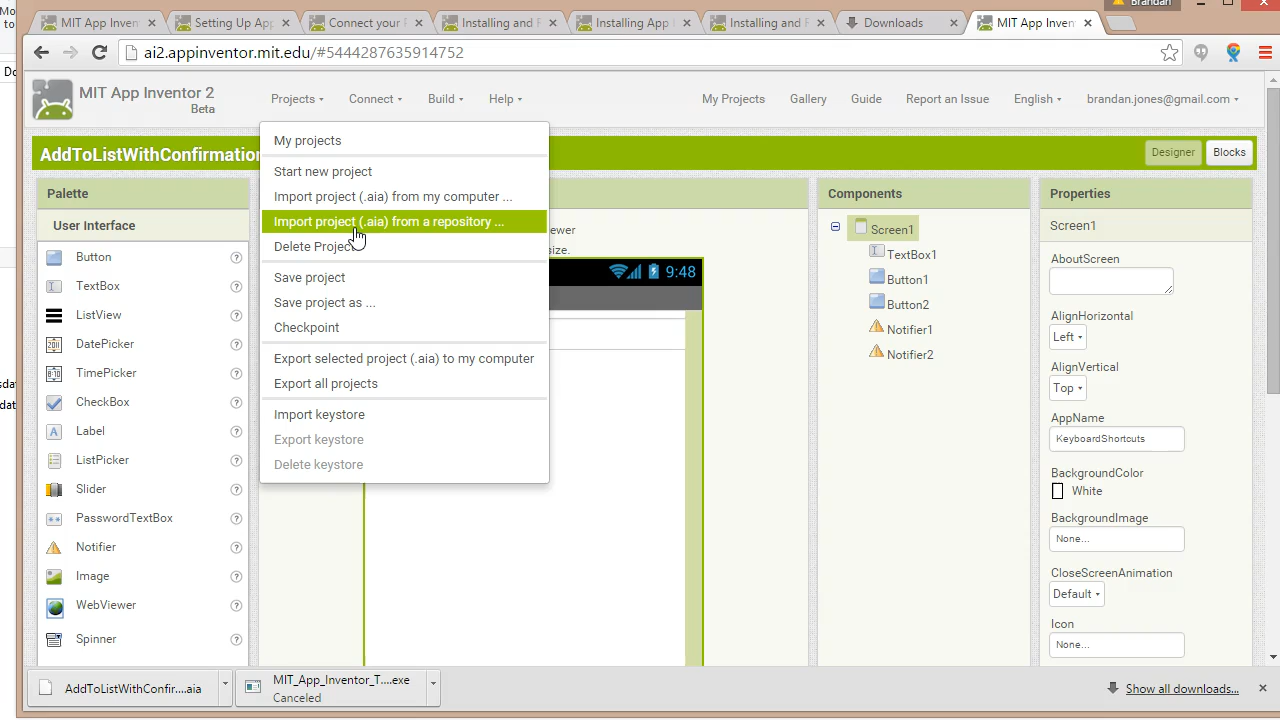 Brandan
MIT App Inven
Setting Up App
Connect your
Installing and
Installing App
Installing and
Downloads
MIT App Inven
ai2.appinventor.mit.edu/#5444287635914752
MIT App Inventor 2
Beta
Projects
Connect
Build
Help
My Projects
Gallery
Guide
Report an Issue
English
brandan.jones@gmail.com
AddToListWithConfirmation
Designer
Blocks
My projects
Start new project
Import project (.aia) from my computer ...
Import project (.aia) from a repository ...
Delete Project
Save project
Save project as ...
Checkpoint
Export selected project (.aia) to my computer
Export all projects
Import keystore
Export keystore
Delete keystore
Palette
User Interface
Button
TextBox
ListView
DatePicker
TimePicker
CheckBox
Label
ListPicker
Slider
PasswordTextBox
Notifier
Image
WebViewer
Spinner
ewer
size.
9:48
Components
Screen1
TextBox1
Button1
Button2
Notifier1
Notifier2
Properties
Screen1
AboutScreen
AlignHorizontal
Left
AlignVertical
Top
AppName
KeyboardShortcuts
BackgroundColor
White
BackgroundImage
None...
CloseScreenAnimation
Default
Icon
None...
AddToListWithConfir....aia
MIT_App_Inventor_T....exe
Canceled
Show all downloads...